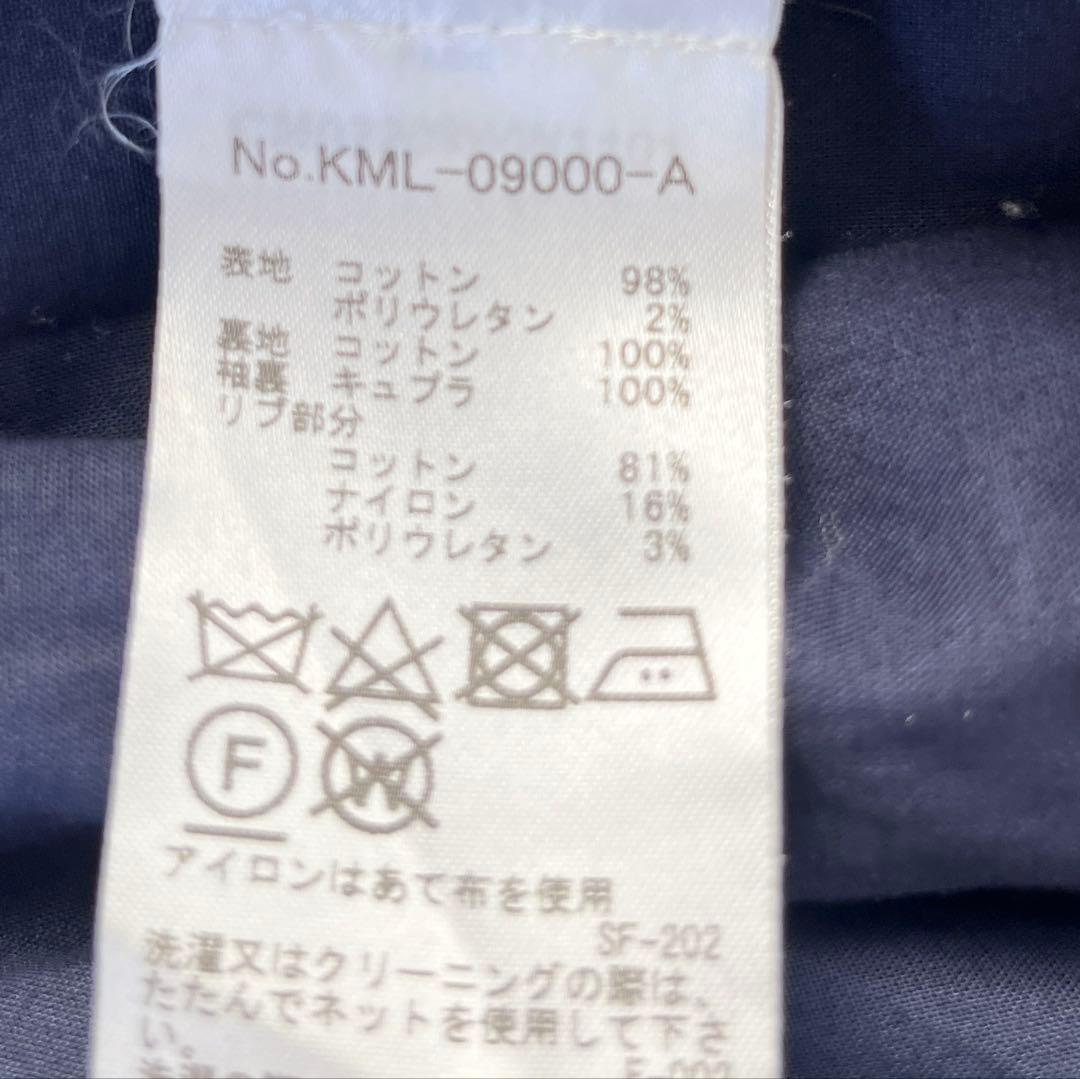 No.KML-09000-A
表地 コットン 98%
ポリウレタン 2%
裏地 コットン 100%
袖裏 キュプラ 100%
リブ部分
コットン 81%
ナイロン 16%
ポリウレタン 3%
F
アイロンはあて布を使用
SF-202
洗濯又はクリーニングの際は、
たたんでネットを使用して下さ
い。